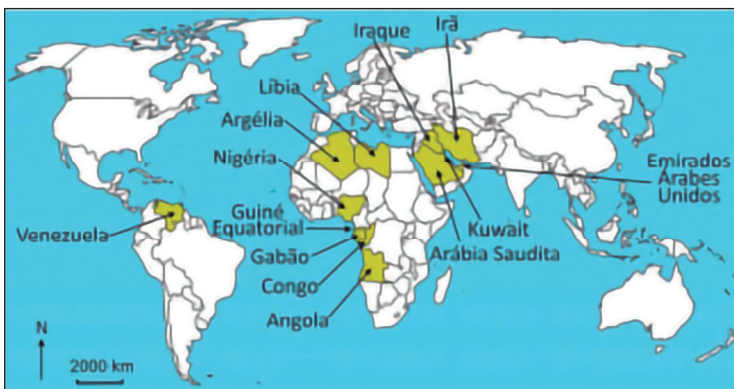 Iraque
Irã
Líbia
Argélia
Nigéria
Emirados
Árabes
Unidos
Guiné
Equatorial
Venezuela
Kuwait
Gabão
Arábia Saudita
Congo
Angola
N
2000 km